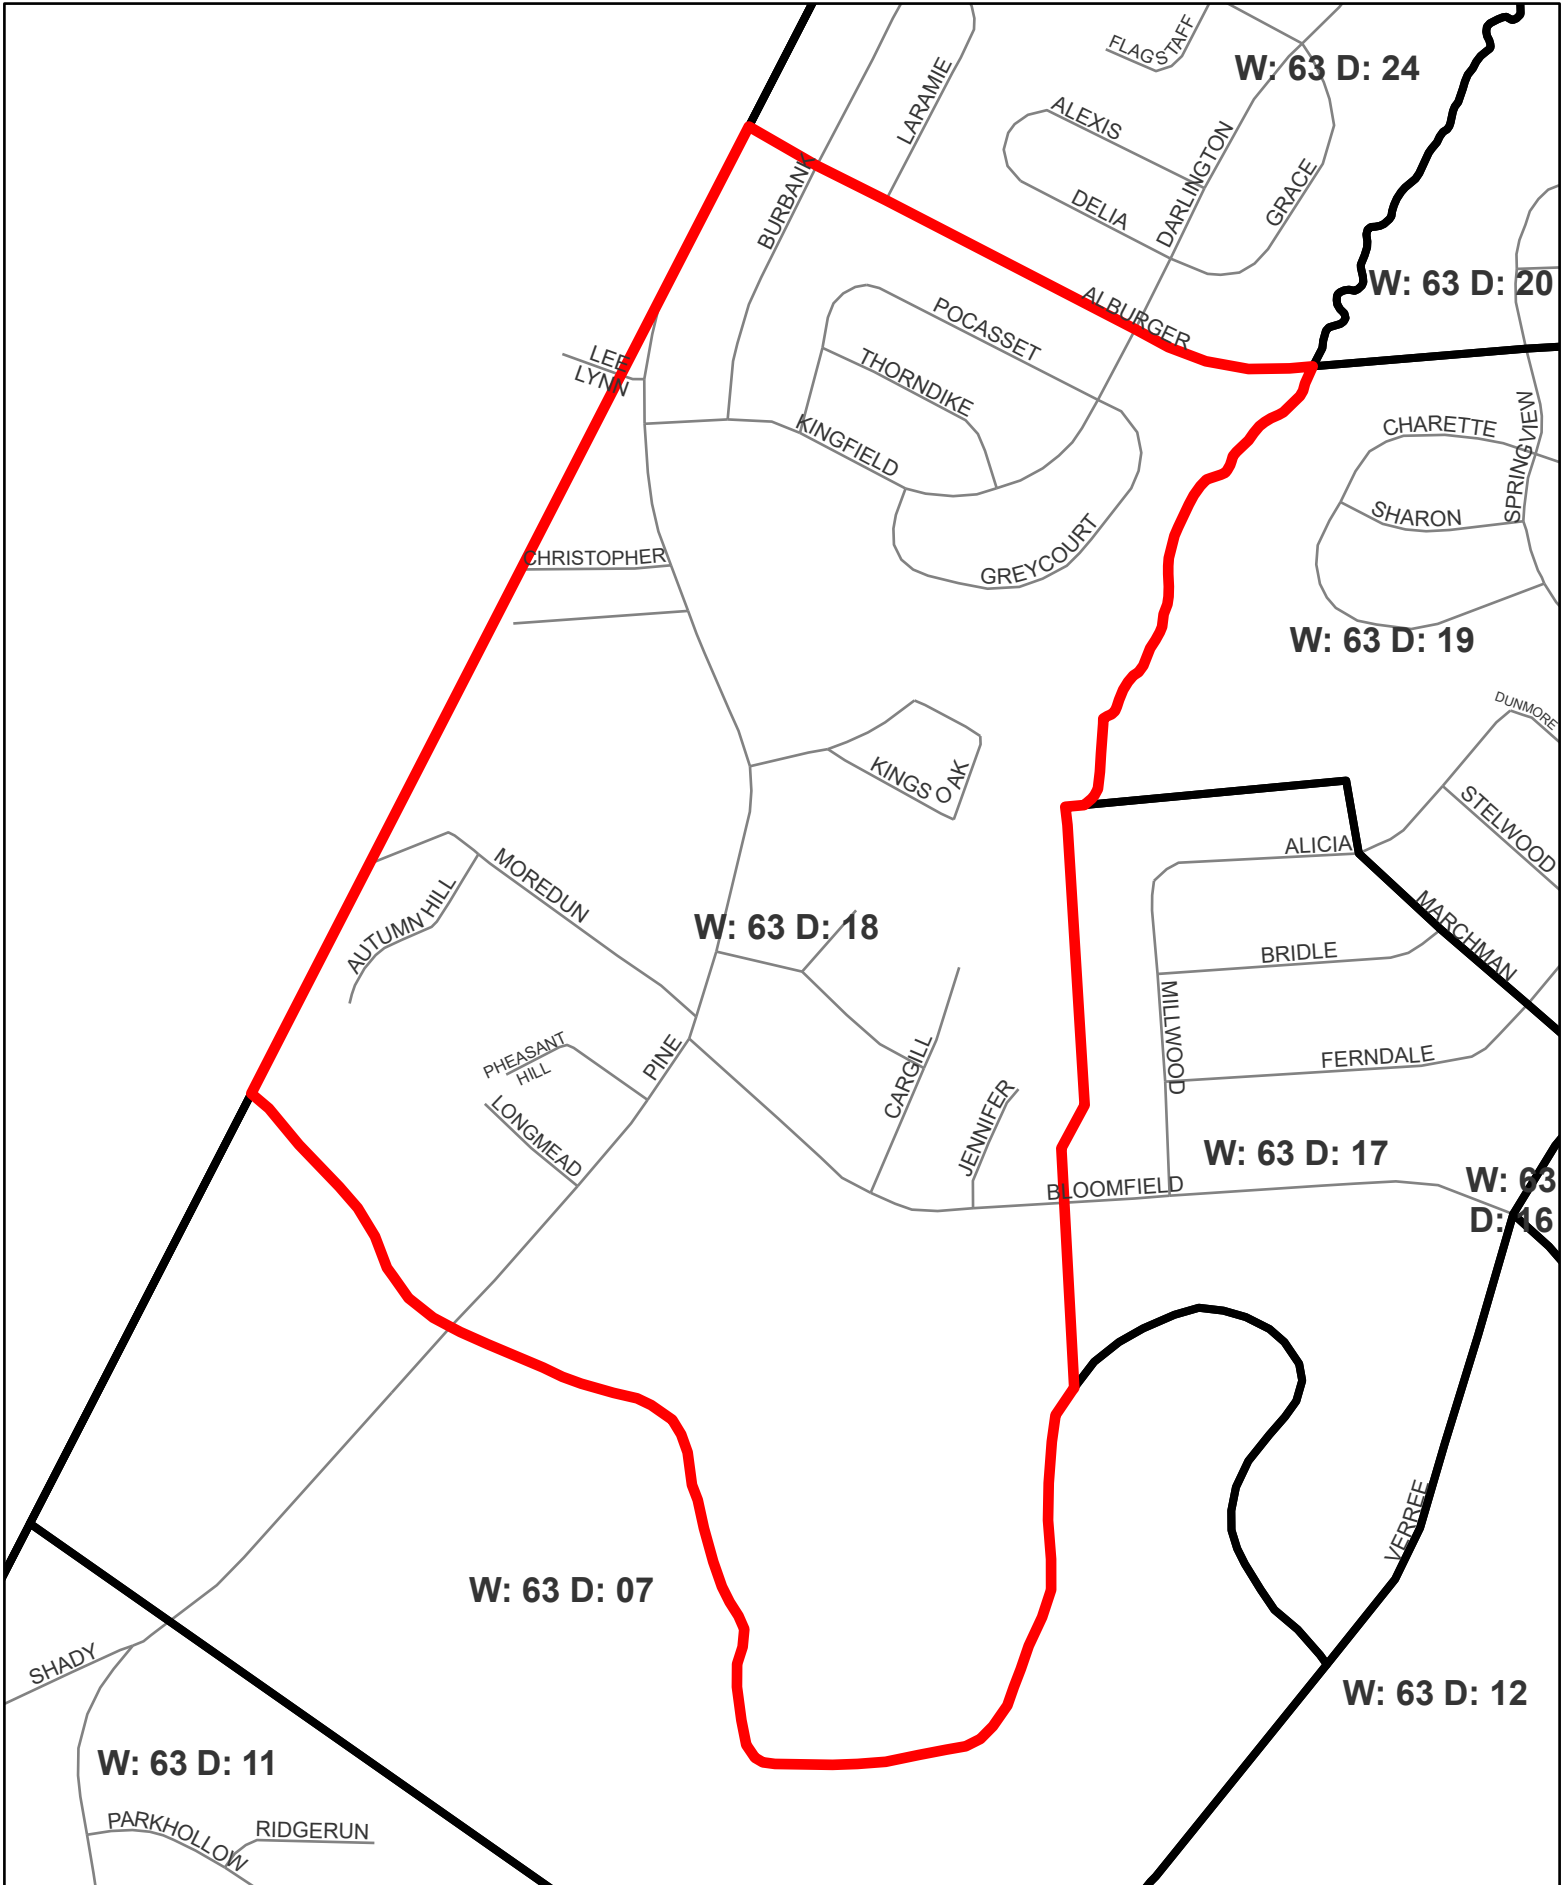 FLAGSTAFF
W: 63 D: 24
LARAMIE
ALEXIS
DARLINGTON
GRACE
DELIA
BURBANK
W: 63 D: 20
ALBURGER
POCASSET
LEE
LYNN
THORNDIKE
KINGFIELD
CHARETTE
SPRINGVIEW
SHARON
CHRISTOPHER
GREYCOURT
W: 63 D: 19
DUNMORE
KINGS OAK
STELWOOD
ALICIA
MOREDUN
AUTUMN HILL
W: 63 D: 18
MARCHMAN
BRIDLE
MILLWOOD
PHEASANT
HILL
PINE
FERNDALE
CARGILL
JENNIFER
LONGMEAD
W: 63 D: 17
BLOOMFIELD
W: 63
D: 16
VERREE
W: 63 D: 07
SHADY
W: 63 D: 12
W: 63 D: 11
PARKHOLLOW
RIDGERUN